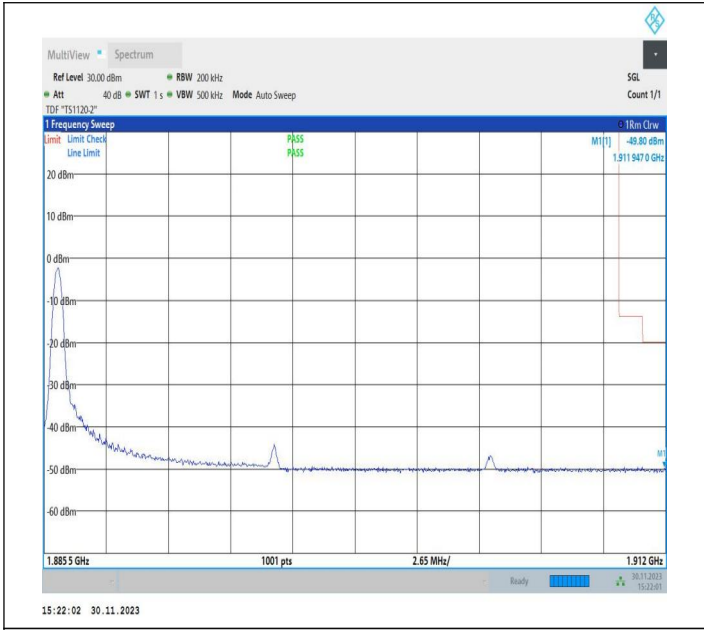 R S
MultiView Spectrum
Ref Level 30.00 dBm RBW 200 kHz SGL
Att 40 dB SWT 1 s VBW 500 kHz Mode Auto Sweep Count 1/1
TDF "TS1120-2"
1 Frequency Sweep 1Rm Clrw
Limit Limit Check PASS M1[1] -49.80 dBm
Line Limit PASS 1.911 947 0 GHz
20 dBm
10 dBm
0 dBm
-10 dBm
-20 dBm
-30 dBm
-40 dBm
M1
-50 dBm
-60 dBm
1.885 5 GHz 1001 pts 2.65 MHz/ 1.912 GHz
Ready 30.11.2023
15:22:01
15:22:02 30.11.2023